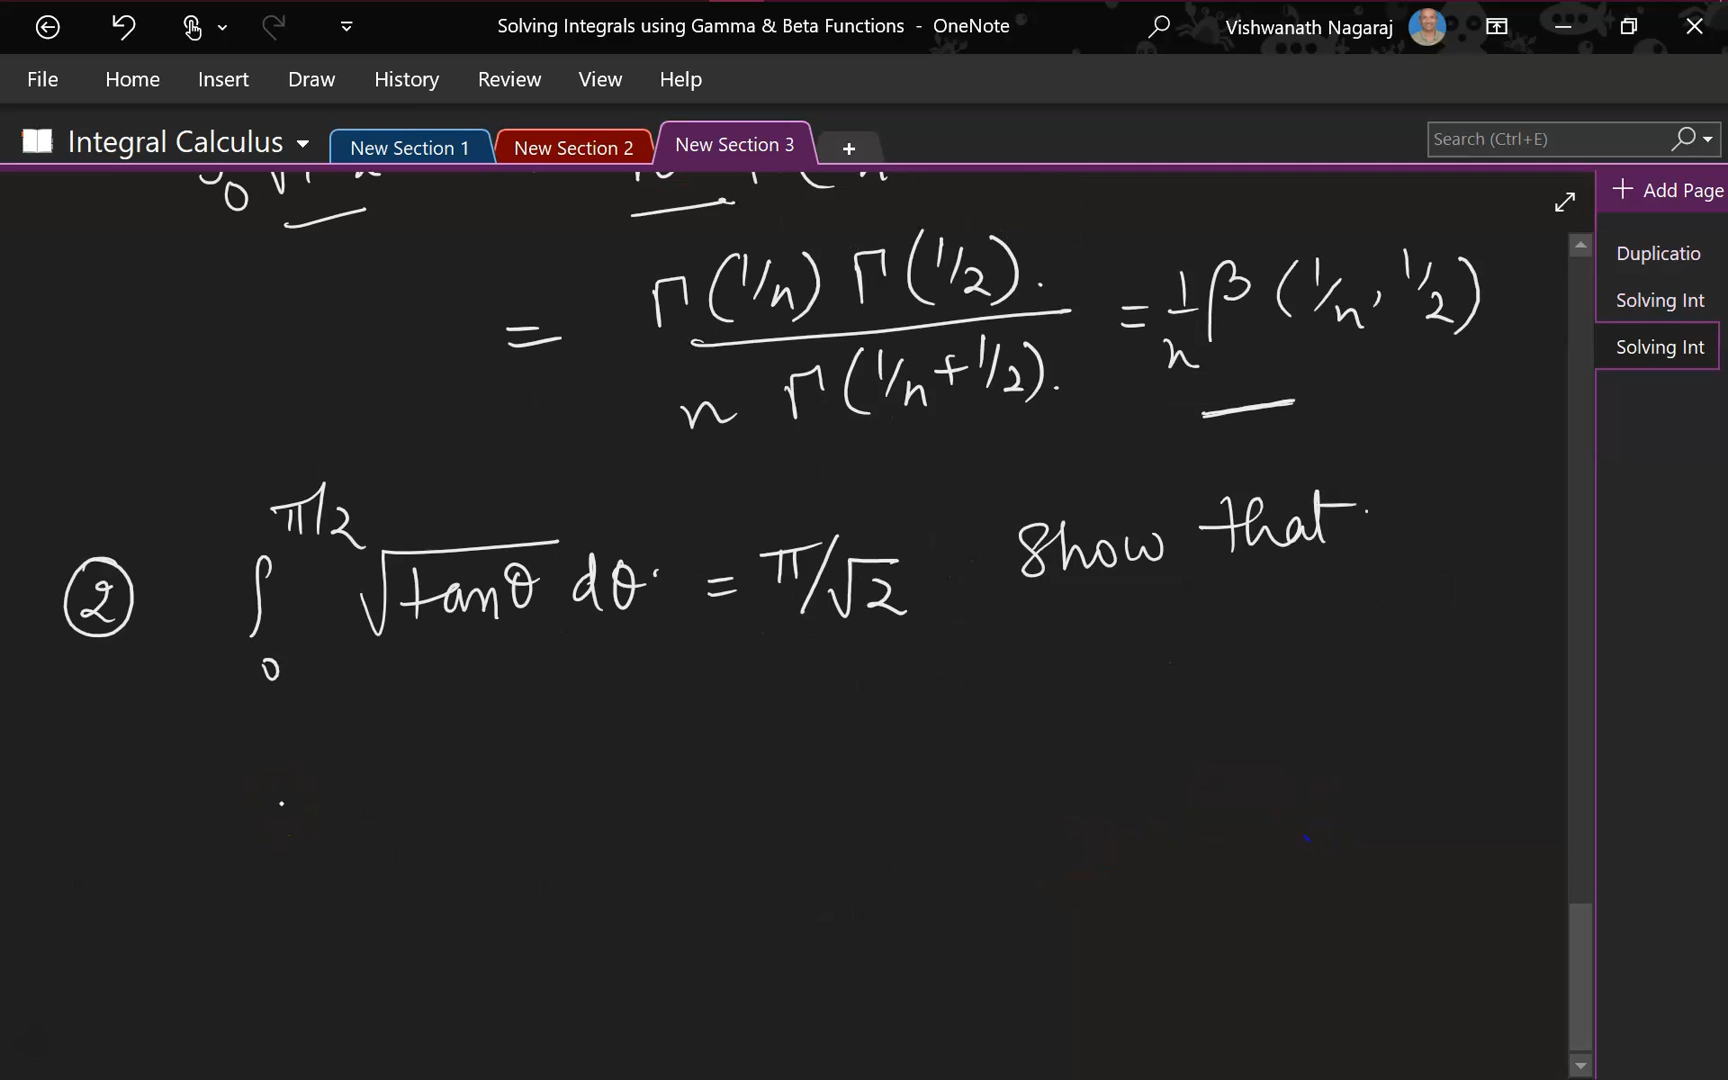 Solving Integrals using Gamma & Beta Functions - OneNote
Vishwanath Nagaraj
File Home Insert Draw History Review View Help
Integral Calculus
New Section 1
New Section 2
New Section 3
+
Search (Ctrl+E)
+ Add Page
Duplicatio
Solving Int
Solving Int
= Γ(1/n) Γ(1/2). / n Γ(1/n + 1/2). = 1/n β(1/n, 1/2)
② ∫₀^π/2 √tanθ dθ = π/√2 Show that.